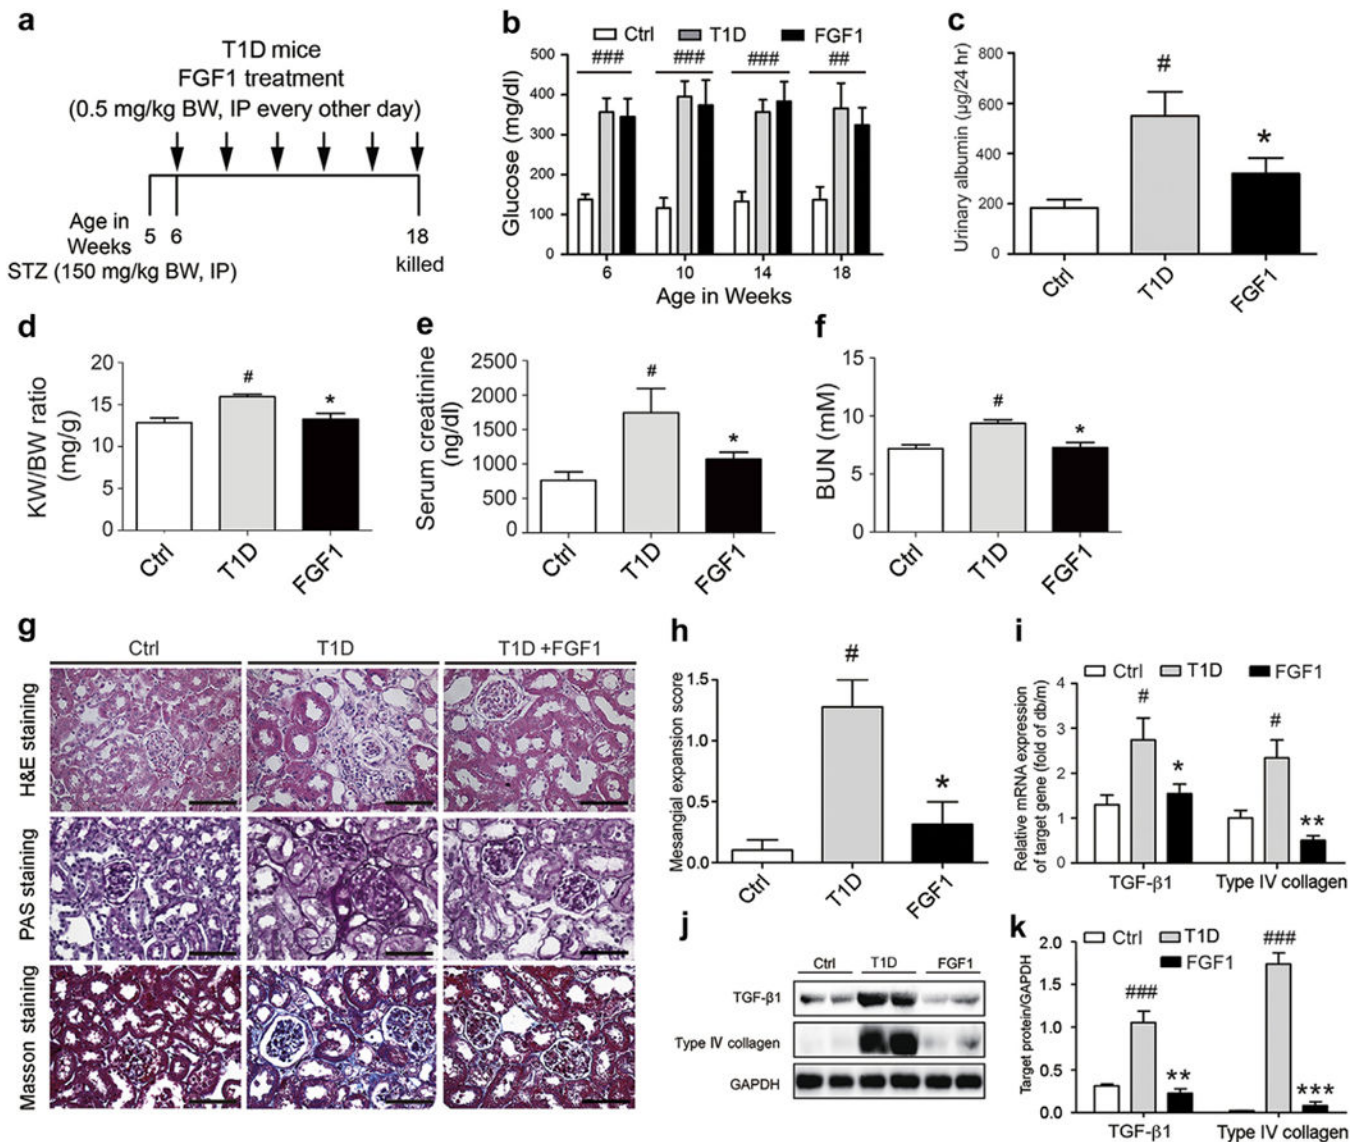 a
T1D mice
FGF1 treatment
(0.5 mg/kg BW, IP every other day)
Age in
Weeks
5 6 18
STZ (150 mg/kg BW, IP)
killed
b
Ctrl T1D FGF1
Glucose (mg/dl)
500
400
300
200
100
0
### ### ### ##
6 10 14 18
Age in Weeks
c
Urinary albumin (µg/24 hr)
800
600
400
200
0
#
*
Ctrl T1D FGF1
d
KW/BW ratio
(mg/g)
20
15
10
5
0
#
*
Ctrl T1D FGF1
e
Serum creatinine
(ng/dl)
2500
2000
1500
1000
500
0
#
*
Ctrl T1D FGF1
f
BUN (mM)
15
10
5
0
#
*
Ctrl T1D FGF1
g
Ctrl T1D T1D +FGF1
H&E staining
PAS staining
Masson staining
h
Mesangial expansion score
1.5
1.0
0.5
0.0
#
*
Ctrl T1D FGF1
i
Ctrl T1D FGF1
Relative mRNA expression
of target gene (fold of db/m)
4
3
2
1
0
# * # **
TGF-β1 Type IV collagen
j
Ctrl T1D FGF1
TGF-β1
Type IV collagen
GAPDH
k
Ctrl T1D
FGF1
Target protein/GAPDH
2.0
1.5
1.0
0.5
0.0
### ** ### ***
TGF-β1 Type IV collagen